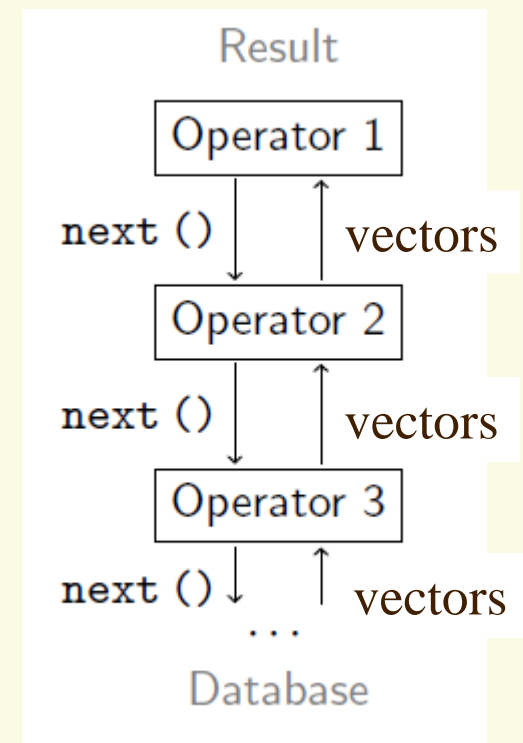 Result
Operator 1
next () vectors
Operator 2
next () vectors
Operator 3
next () vectors
...
Database